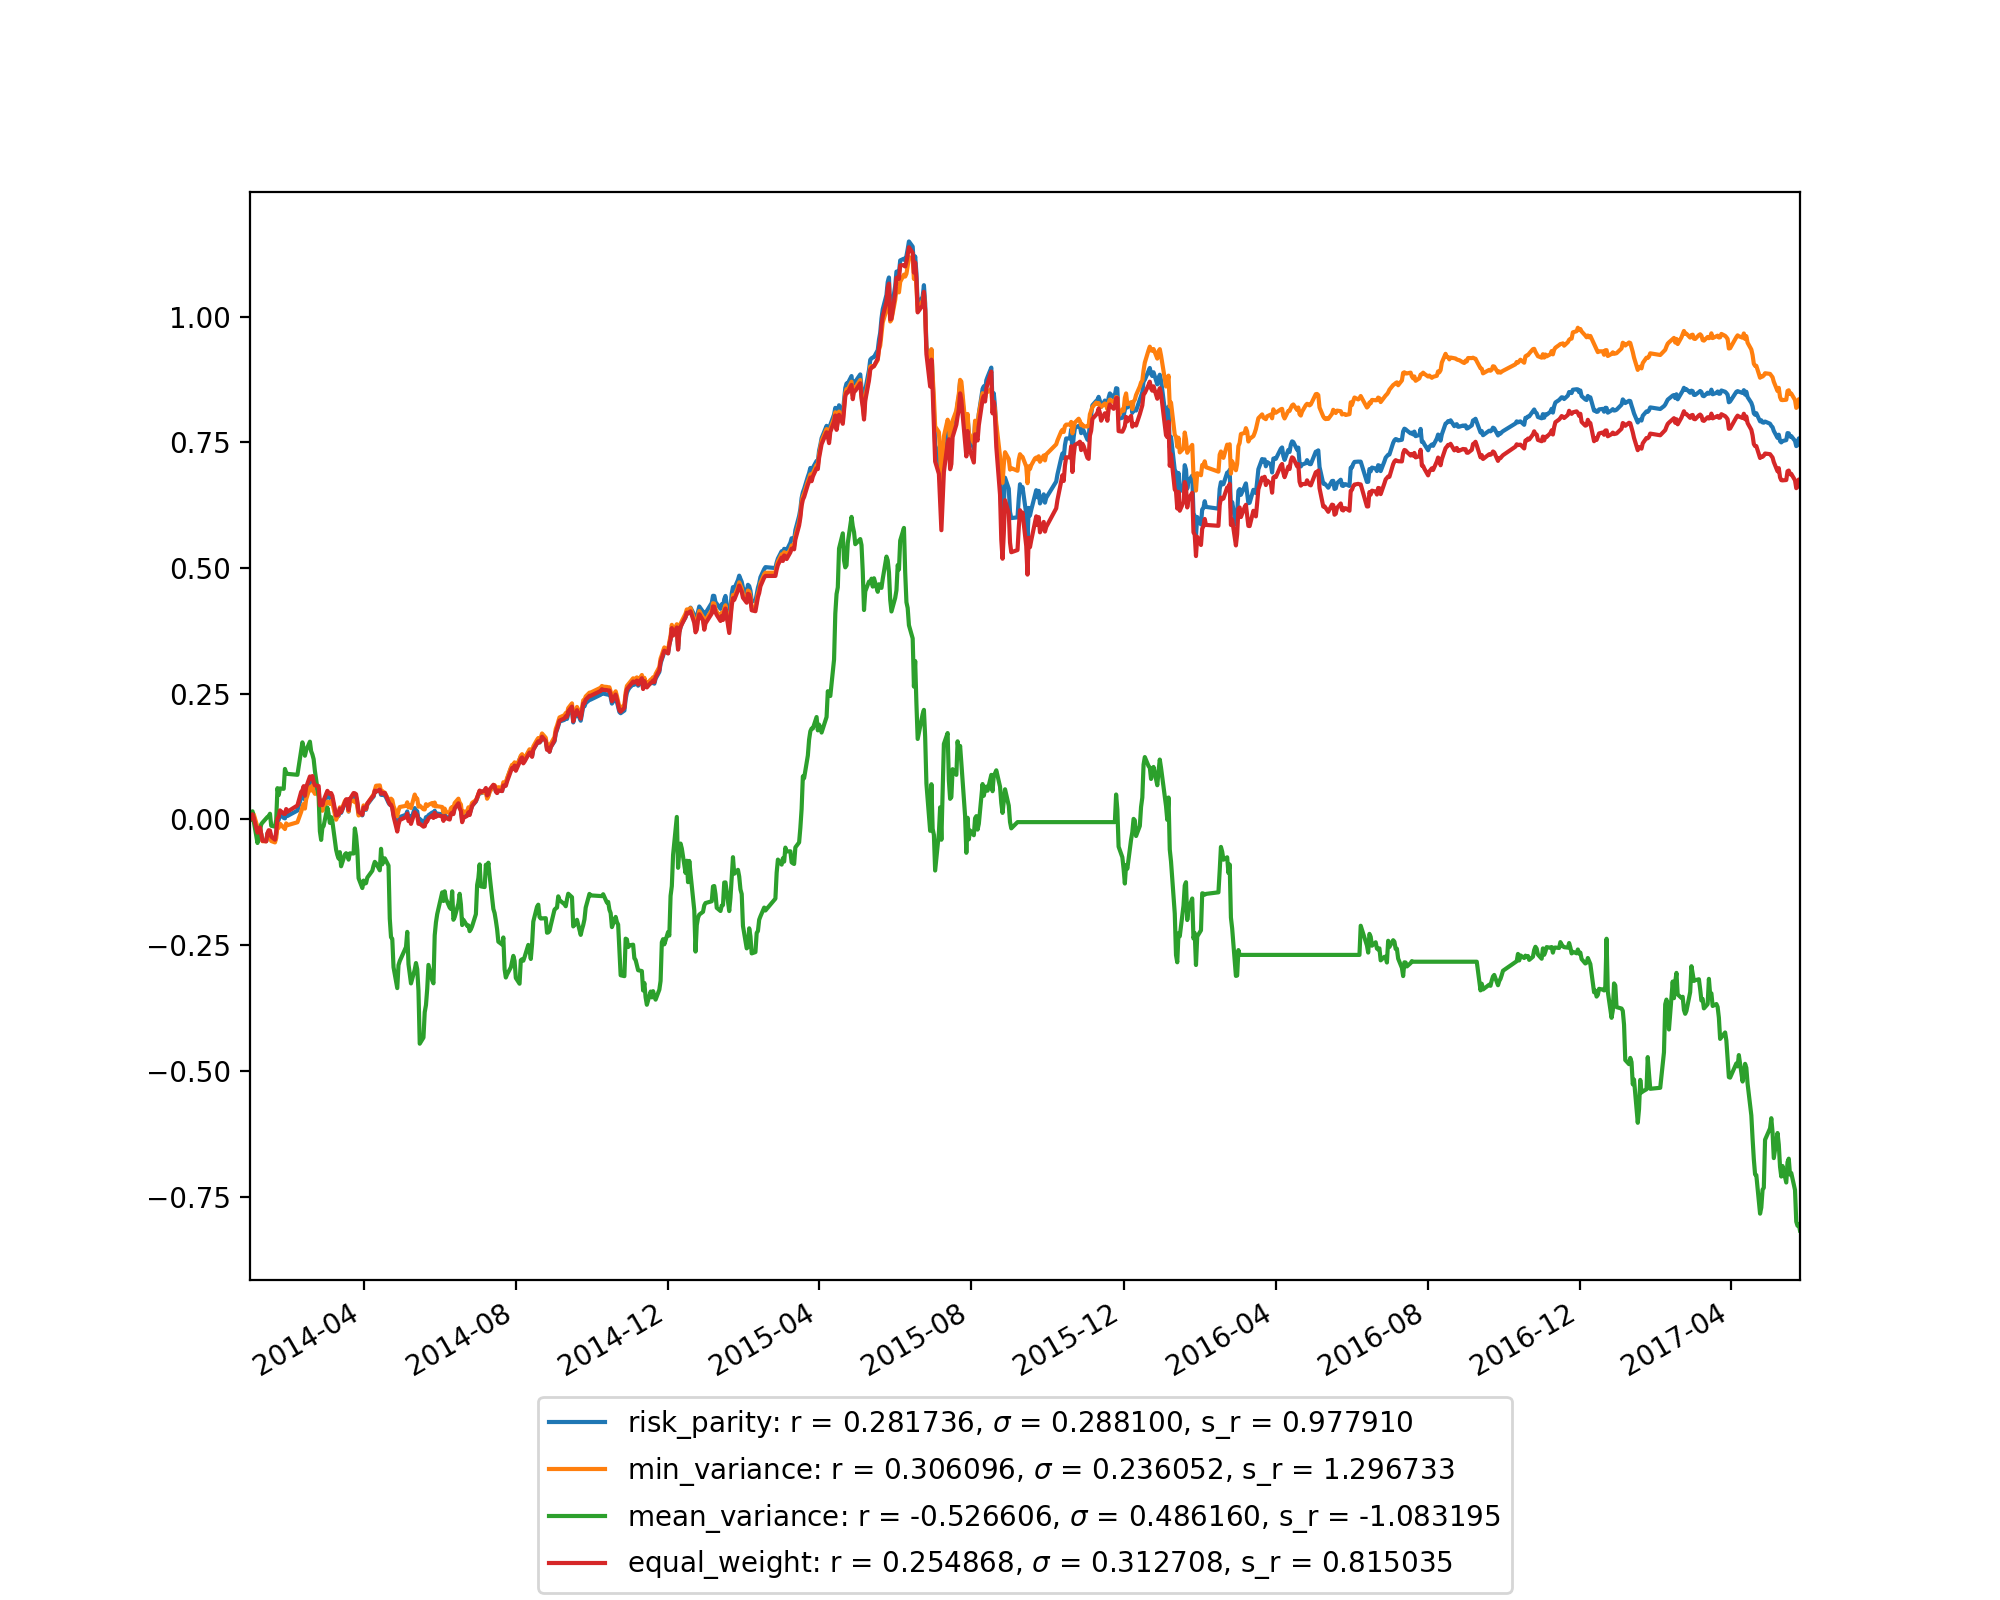 1.00
0.75
0.50
0.25
0.00
−0.25
−0.50
−0.75
2014-04 2014-08 2014-12 2015-04 2015-08 2015-12 2016-04 2016-08 2016-12 2017-04
risk_parity: r = 0.281736, σ = 0.288100, s_r = 0.977910
min_variance: r = 0.306096, σ = 0.236052, s_r = 1.296733
mean_variance: r = -0.526606, σ = 0.486160, s_r = -1.083195
equal_weight: r = 0.254868, σ = 0.312708, s_r = 0.815035